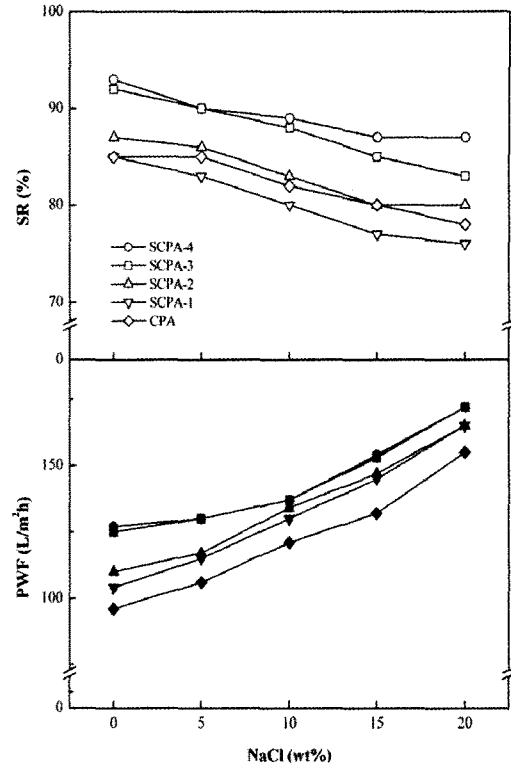 100
90
80
70
0
SR (%)
SCPA-4
SCPA-3
SCPA-2
SCPA-1
CPA
150
100
0
PWF (L/m²h)
0 5 10 15 20
NaCl (wt%)